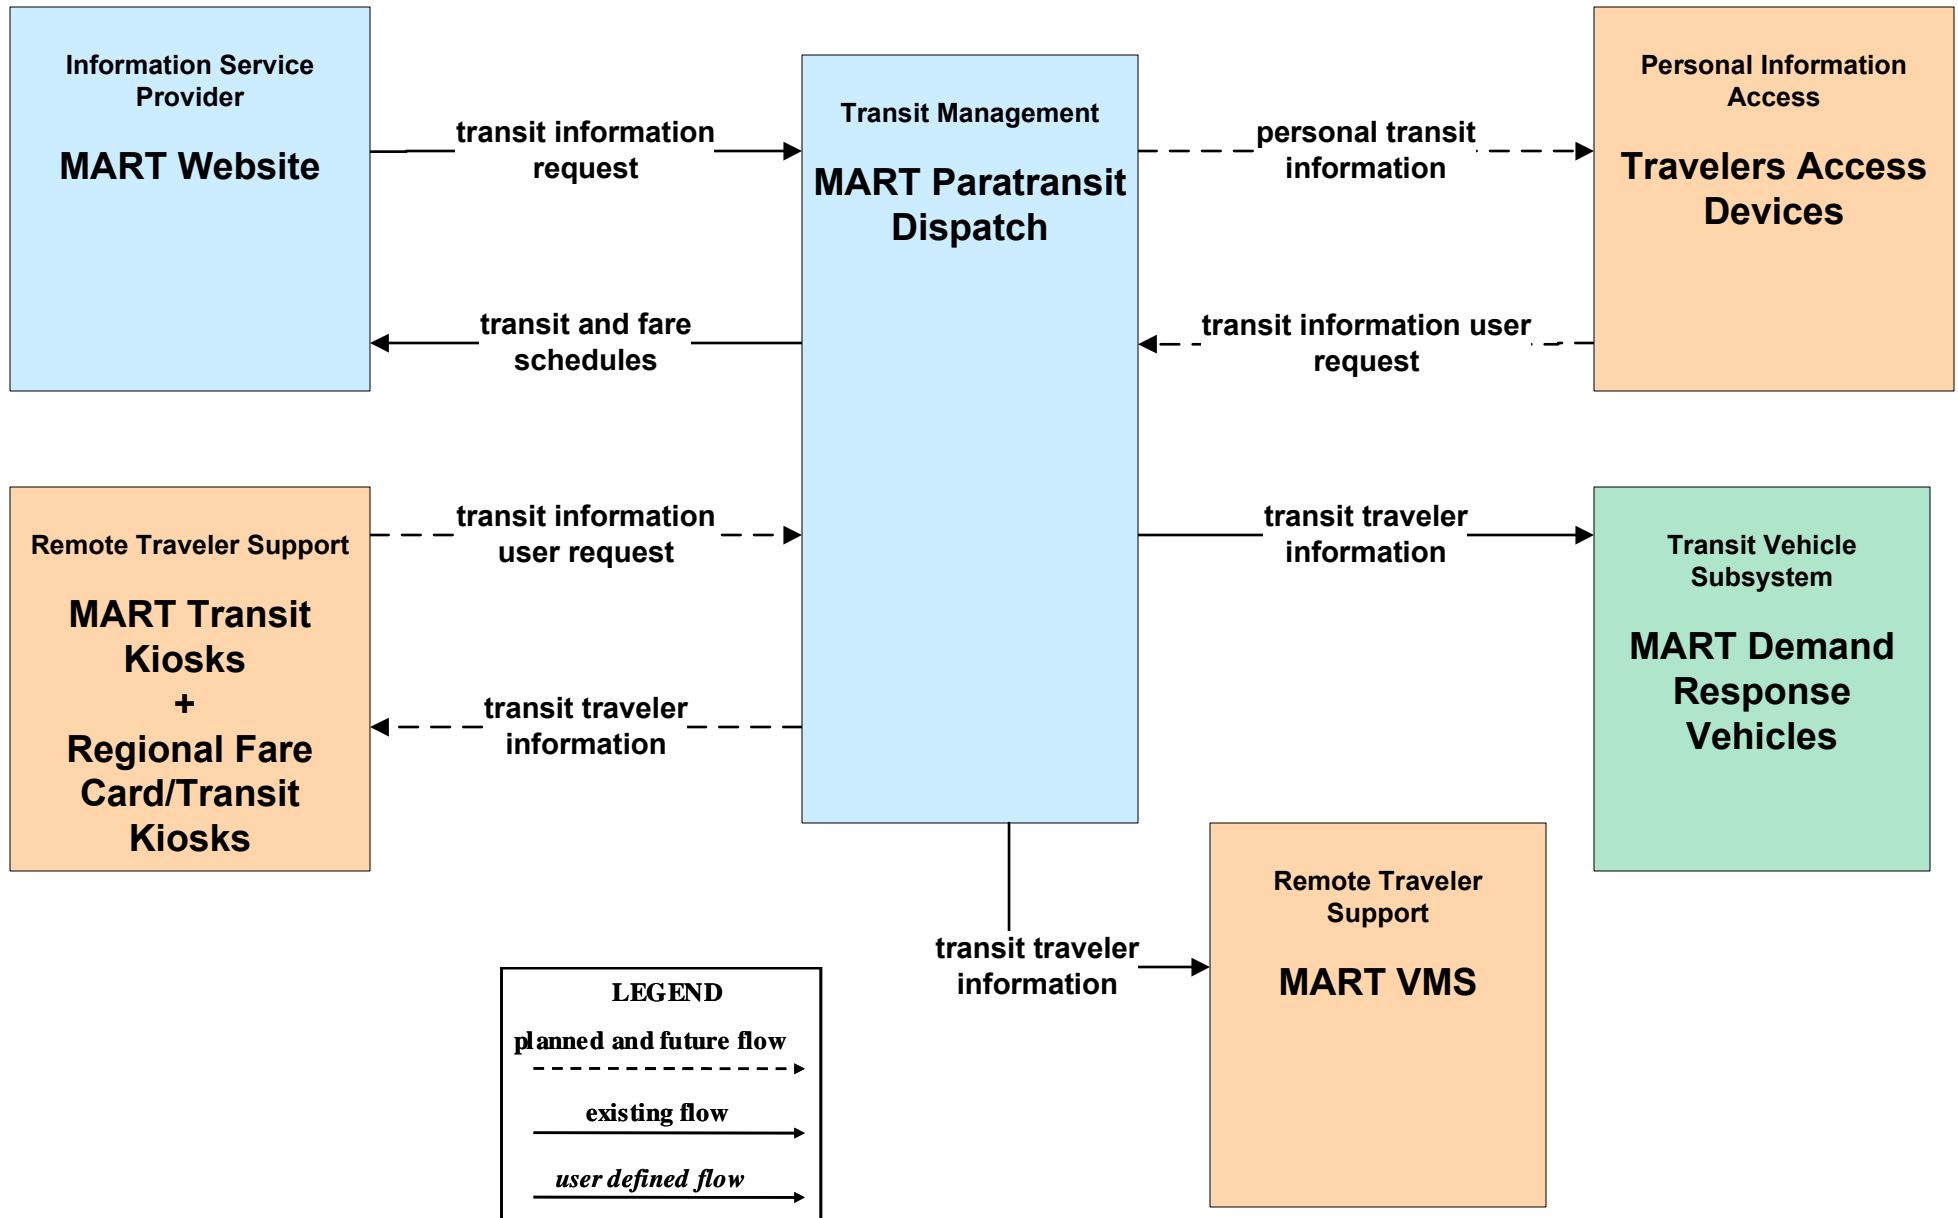 Information Service
Provider
MART Website
transit information
request
transit and fare
schedules
Transit Management
MART Paratransit
Dispatch
personal transit
information
transit information user
request
Personal Information
Access
Travelers Access
Devices
Remote Traveler Support
MART Transit
Kiosks
+
Regional Fare
Card/Transit
Kiosks
transit information
user request
transit traveler
information
transit traveler
information
Transit Vehicle
Subsystem
MART Demand
Response
Vehicles
transit traveler
information
Remote Traveler
Support
MART VMS
LEGEND
planned and future flow
existing flow
user defined flow